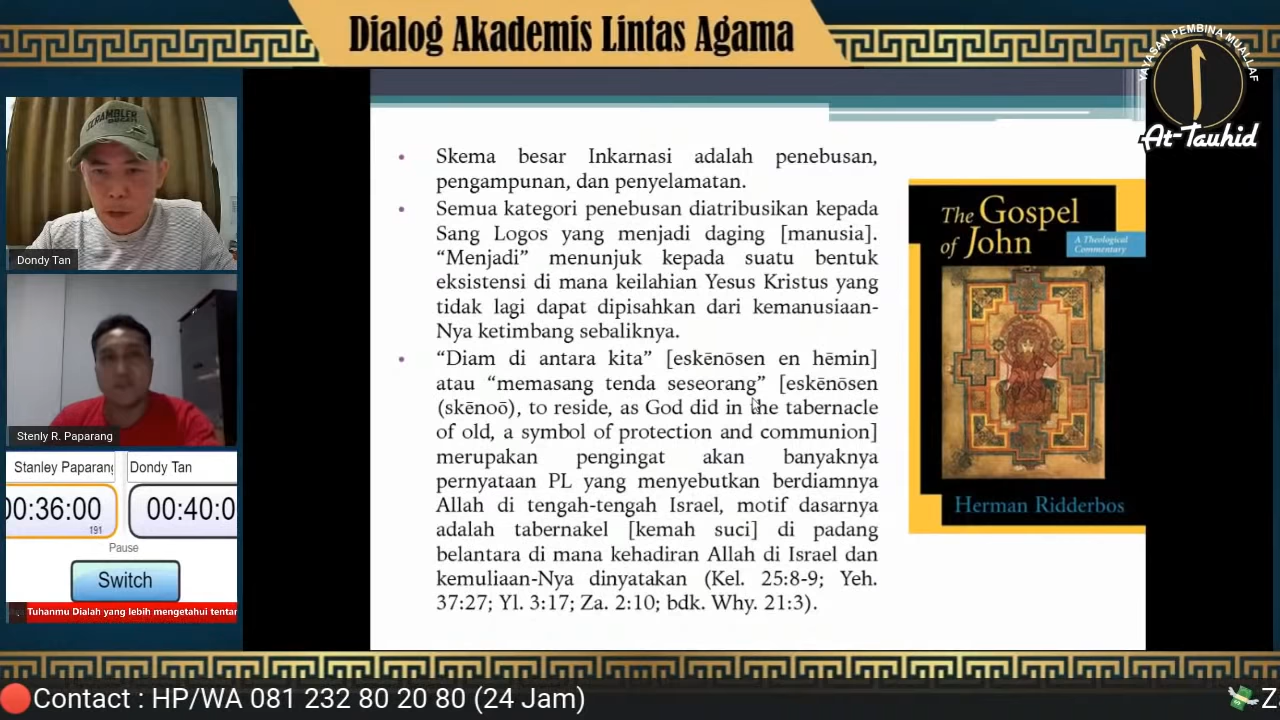 Dialog Akademis Lintas Agama
YAYASAN PEMBINA MUALLAF
At-Tauhid
SCRAMBLER
Dondy Tan
Stenly R. Paparang
Stanley Paparang
Dondy Tan
00:36:00
191
00:40:0
Pause
Switch
Tuhanmu Dialah yang lebih mengetahui tentan
• Skema besar Inkarnasi adalah penebusan,
pengampunan, dan penyelamatan.
• Semua kategori penebusan diatribusikan kepada
Sang Logos yang menjadi daging [manusia].
“Menjadi” menunjuk kepada suatu bentuk
eksistensi di mana keilahian Yesus Kristus yang
tidak lagi dapat dipisahkan dari kemanusiaan-
Nya ketimbang sebaliknya.
• “Diam di antara kita” [eskēnōsen en hēmin]
atau “memasang tenda seseorang” [eskēnōsen
(skēnoō), to reside, as God did in the tabernacle
of old, a symbol of protection and communion]
merupakan pengingat akan banyaknya
pernyataan PL yang menyebutkan berdiamnya
Allah di tengah-tengah Israel, motif dasarnya
adalah tabernakel [kemah suci] di padang
belantara di mana kehadiran Allah di Israel dan
kemuliaan-Nya dinyatakan (Kel. 25:8-9; Yeh.
37:27; Yl. 3:17; Za. 2:10; bdk. Why. 21:3).
The Gospel
of John
A Theological
Commentary
Herman Ridderbos
Contact : HP/WA 081 232 80 20 80 (24 Jam)
Z